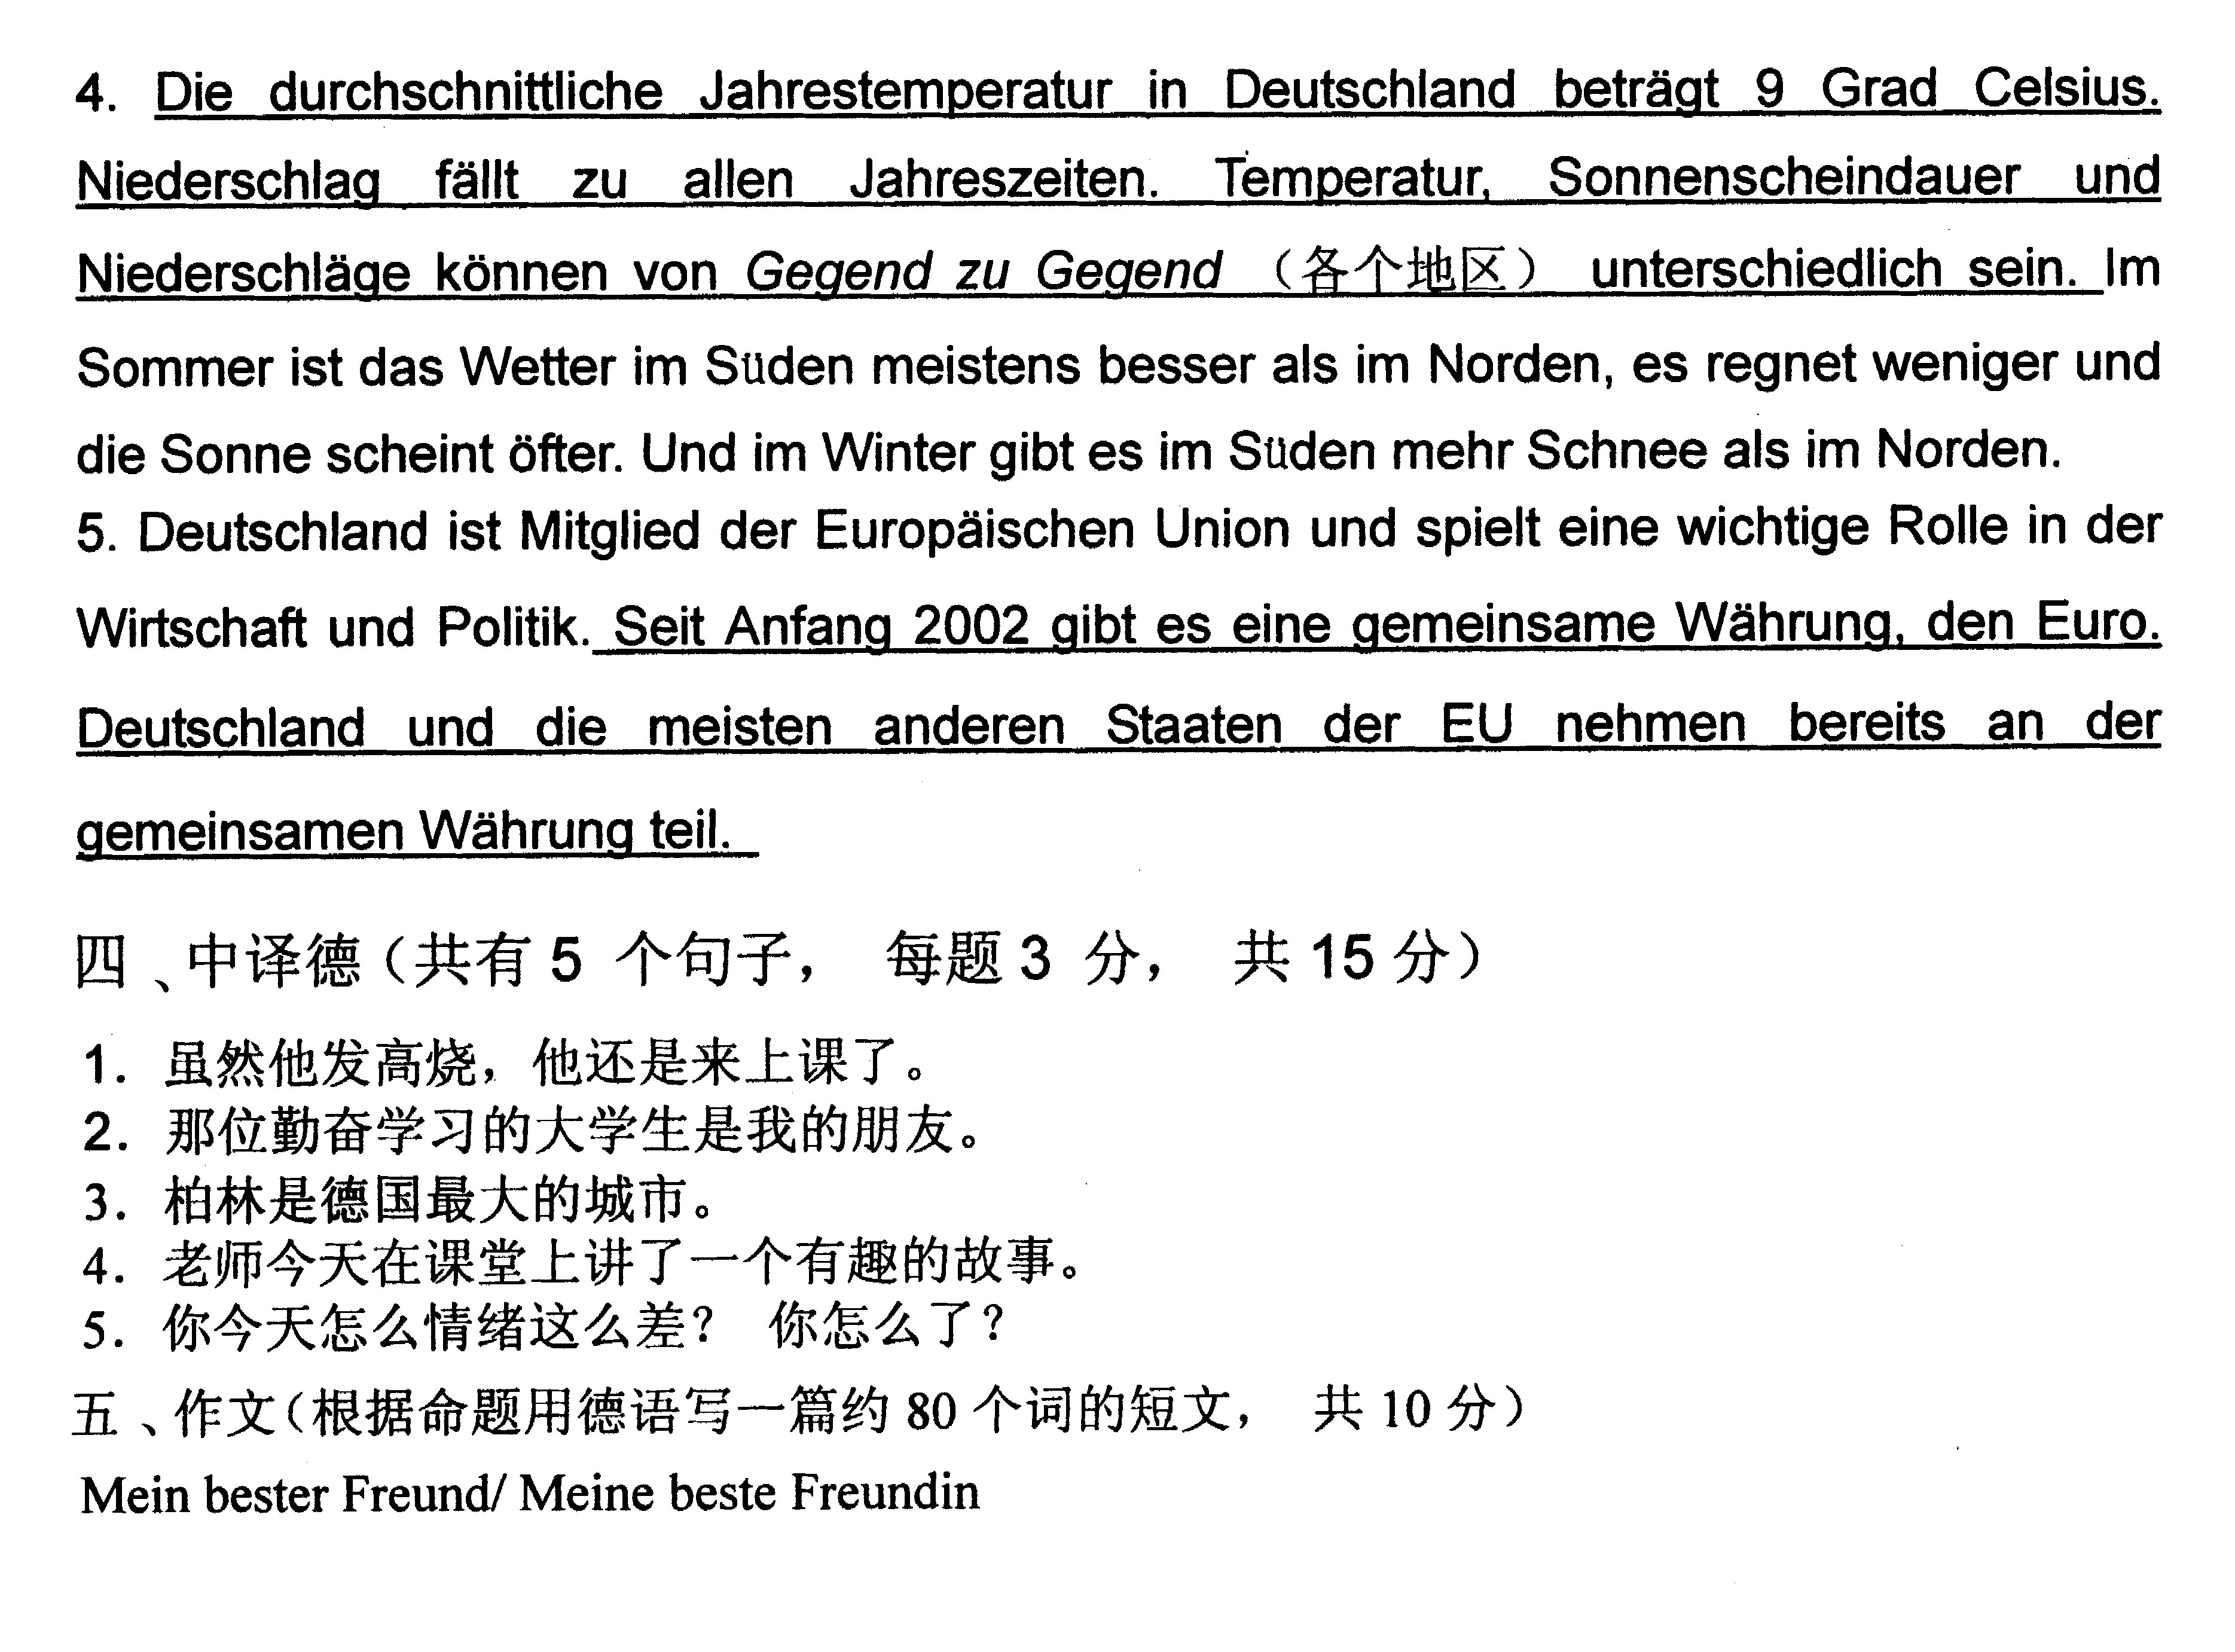 4. Die durchschnittliche Jahrestemperatur in Deutschland beträgt 9 Grad Celsius.
Niederschlag fällt zu allen Jahreszeiten. Temperatur, Sonnenscheindauer und
Niederschläge können von Gegend zu Gegend （各个地区） unterschiedlich sein. Im
Sommer ist das Wetter im Süden meistens besser als im Norden, es regnet weniger und
die Sonne scheint öfter. Und im Winter gibt es im Süden mehr Schnee als im Norden.
5. Deutschland ist Mitglied der Europäischen Union und spielt eine wichtige Rolle in der
Wirtschaft und Politik. Seit Anfang 2002 gibt es eine gemeinsame Währung, den Euro.
Deutschland und die meisten anderen Staaten der EU nehmen bereits an der
gemeinsamen Währung teil.
四、中译德（共有 5 个句子， 每题 3 分， 共 15 分）
1. 虽然他发高烧，他还是来上课了。
2. 那位勤奋学习的大学生是我的朋友。
3. 柏林是德国最大的城市。
4. 老师今天在课堂上讲了一个有趣的故事。
5. 你今天怎么情绪这么差？ 你怎么了？
五、作文（根据命题用德语写一篇约 80 个词的短文， 共 10 分）
Mein bester Freund/ Meine beste Freundin